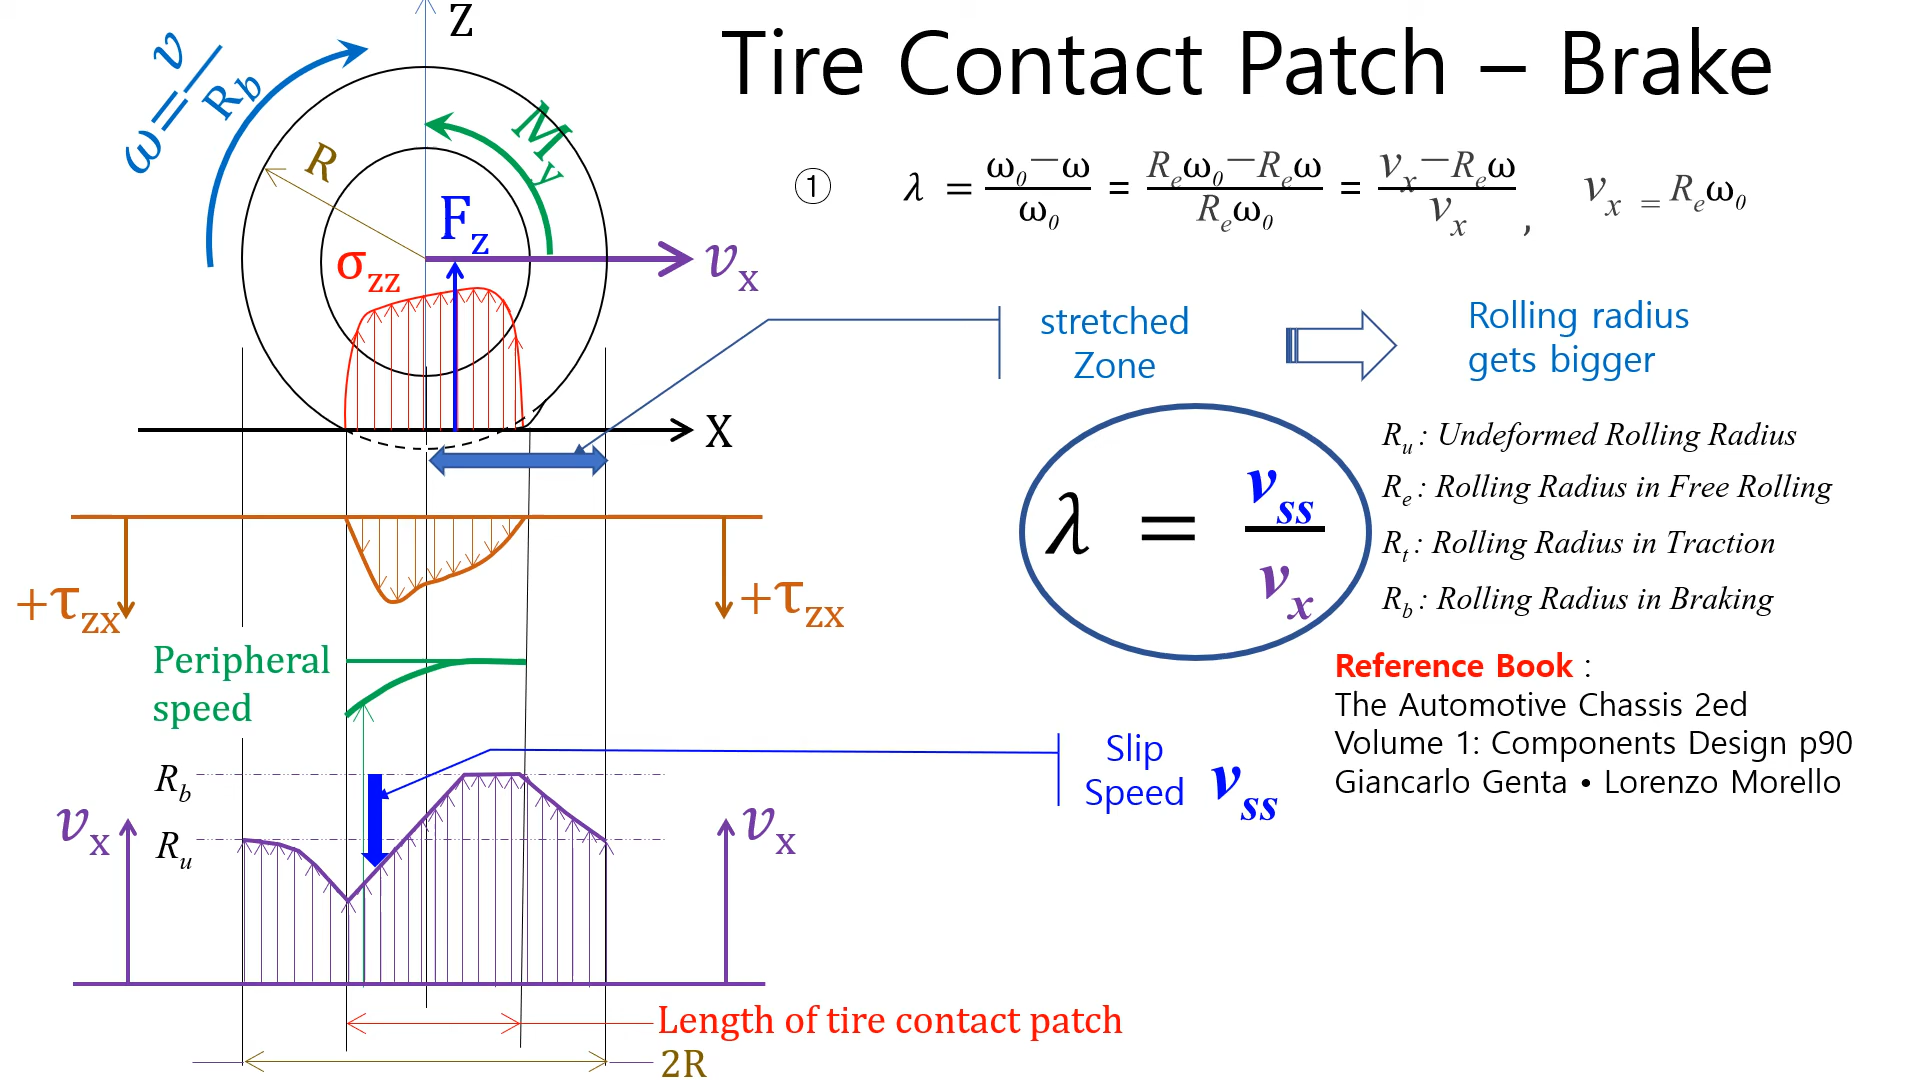 Tire Contact Patch – Brake
Z
ω=v/R_b
R
M_y
F_z
σ_zz
v_x
X
① λ = (ω_0−ω)/ω_0 = (R_eω_0−R_eω)/(R_eω_0) = (v_x−R_eω)/v_x , v_x = R_eω_0
stretched
Zone
Rolling radius
gets bigger
λ = v_ss/v_x
R_u : Undeformed Rolling Radius
R_e : Rolling Radius in Free Rolling
R_t : Rolling Radius in Traction
R_b : Rolling Radius in Braking
+τ_zx
+τ_zx
Peripheral
speed
Reference Book :
The Automotive Chassis 2ed
Volume 1: Components Design p90
Giancarlo Genta • Lorenzo Morello
Slip
Speed v_ss
R_b
R_u
v_x
v_x
Length of tire contact patch
2R